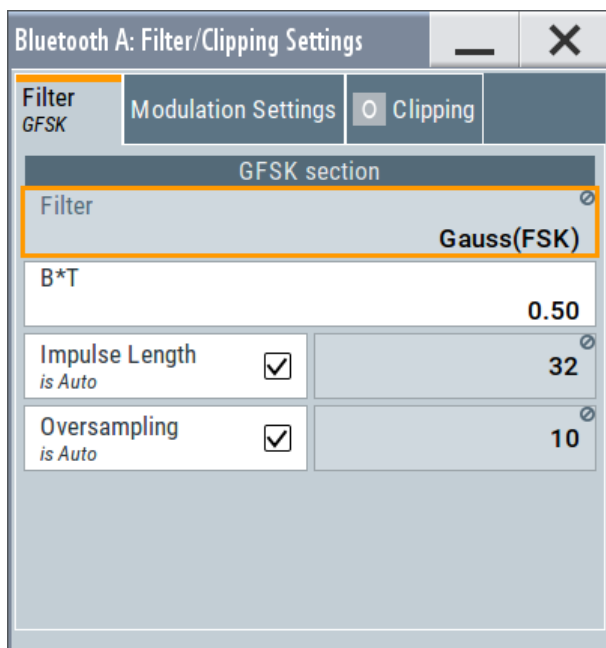 Bluetooth A: Filter/Clipping Settings
Filter
GFSK
Modulation Settings
O Clipping
GFSK section
Filter
Gauss(FSK)
B*T
0.50
Impulse Length
is Auto
32
Oversampling
is Auto
10